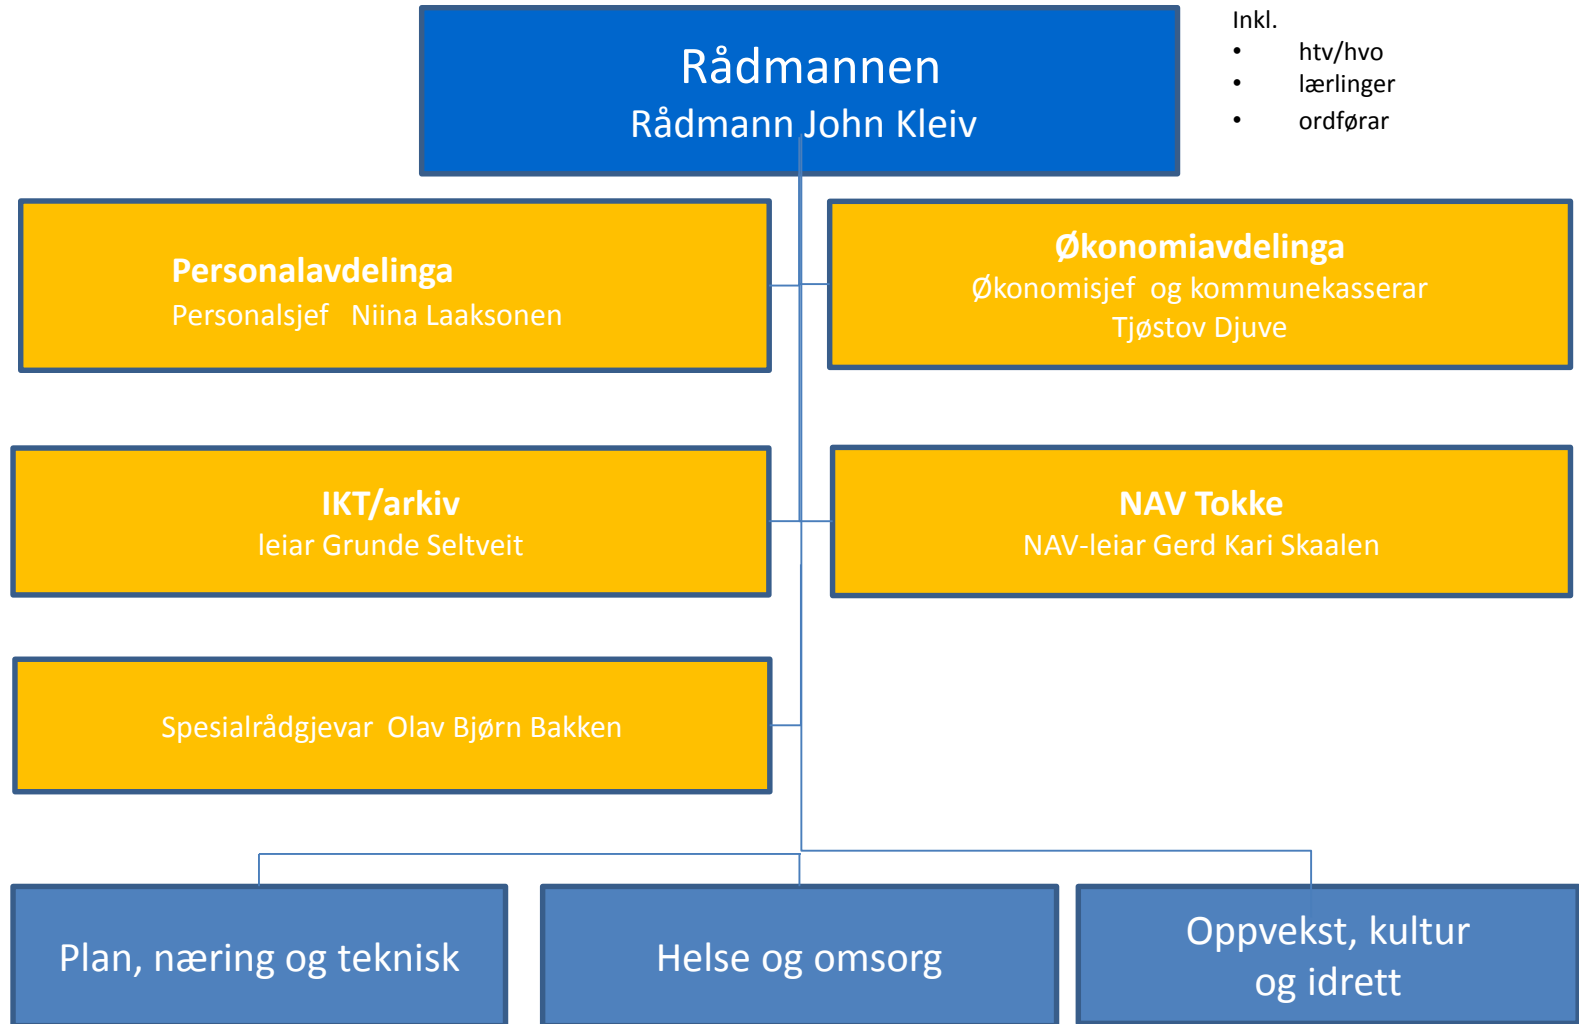 Rådmannen
Rådmann John Kleiv
Inkl.
• htv/hvo
• lærlinger
• ordførar
Personalavdelinga
Personalsjef Niina Laaksonen
Økonomiavdelinga
Økonomisjef og kommunekasserar
Tjøstov Djuve
IKT/arkiv
leiar Grunde Seltveit
NAV Tokke
NAV-leiar Gerd Kari Skaalen
Spesialrådgjevar Olav Bjørn Bakken
Plan, næring og teknisk
Helse og omsorg
Oppvekst, kultur
og idrett